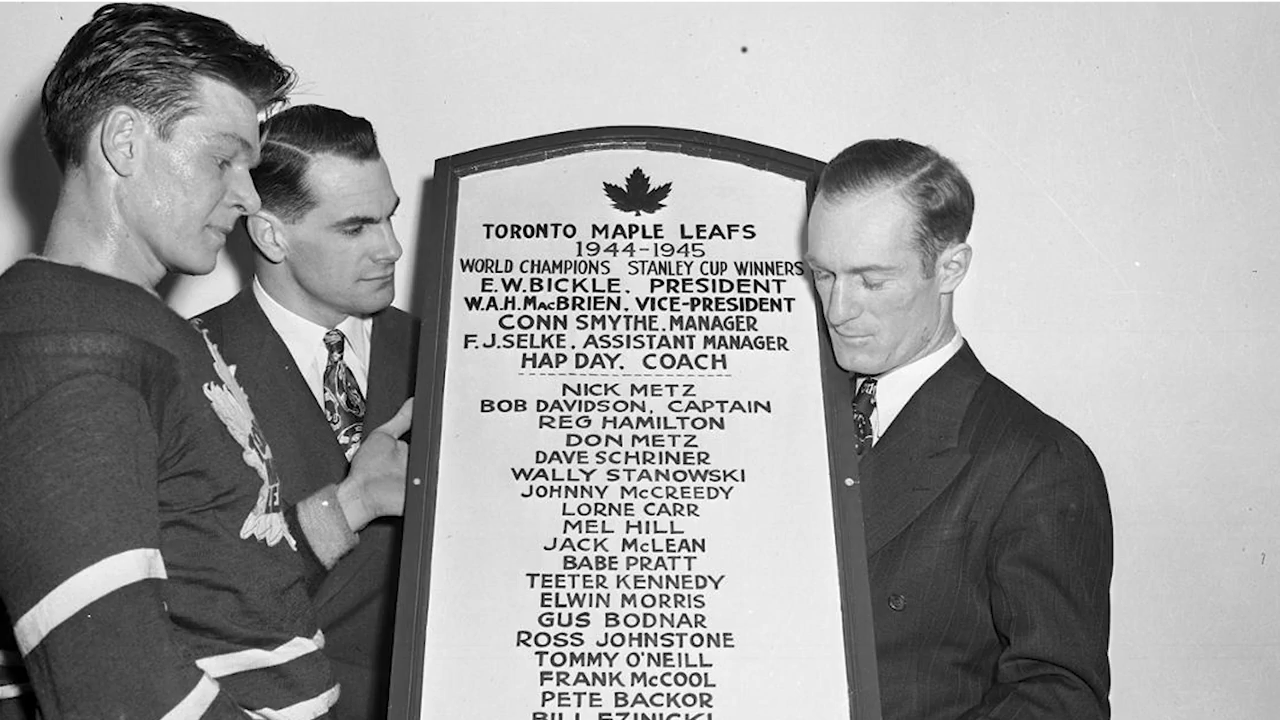 TORONTO MAPLE LEAFS
1944-1945
WORLD CHAMPIONS STANLEY CUP WINNERS
E.W. BICKLE. PRESIDENT
W.A.H. MacBRIEN. VICE-PRESIDENT
CONN SMYTHE. MANAGER
F.J. SELKE. ASSISTANT MANAGER
HAP DAY. COACH
NICK METZ
BOB DAVIDSON, CAPTAIN
REG HAMILTON
DON METZ
DAVE SCHRINER
WALLY STANOWSKI
JOHNNY McCREEDY
LORNE CARR
MEL HILL
JACK McLEAN
BABE PRATT
TEETER KENNEDY
ELWIN MORRIS
GUS BODNAR
ROSS JOHNSTONE
TOMMY O'NEILL
FRANK McCOOL
PETE BACKOR
BILL EZINICKI